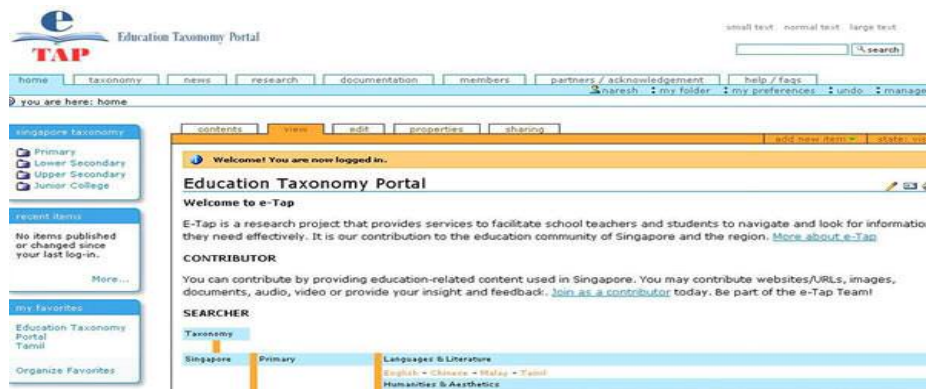 e
TAP
Education Taxonomy Portal
small text normal text large text
search
home taxonomy news research documentation members partners / acknowledgement help / faqs
naresh my folder my preferences undo manage
you are here: home
singapore taxonomy
Primary
Lower Secondary
Upper Secondary
Junior College
recent items
No items published
or changed since
your last log-in.
More...
my favorites
Education Taxonomy
Portal
Tamil
Organize Favorites
contents view edit properties sharing
add new item state:
Welcome! You are now logged in.
Education Taxonomy Portal
Welcome to e-Tap
E-Tap is a research project that provides services to facilitate school teachers and students to navigate and look for informatio
they need effectively. It is our contribution to the education community of Singapore and the region. More about e-Tap
CONTRIBUTOR
You can contribute by providing education-related content used in Singapore. You may contribute websites/URLs, images,
documents, audio, video or provide your insight and feedback. Join as a contributor today. Be part of the e-Tap Team!
SEARCHER
Taxonomy
Singapore Primary Languages & Literature
English - Chinese - Malay - Tamil
Humanities & Aesthetics